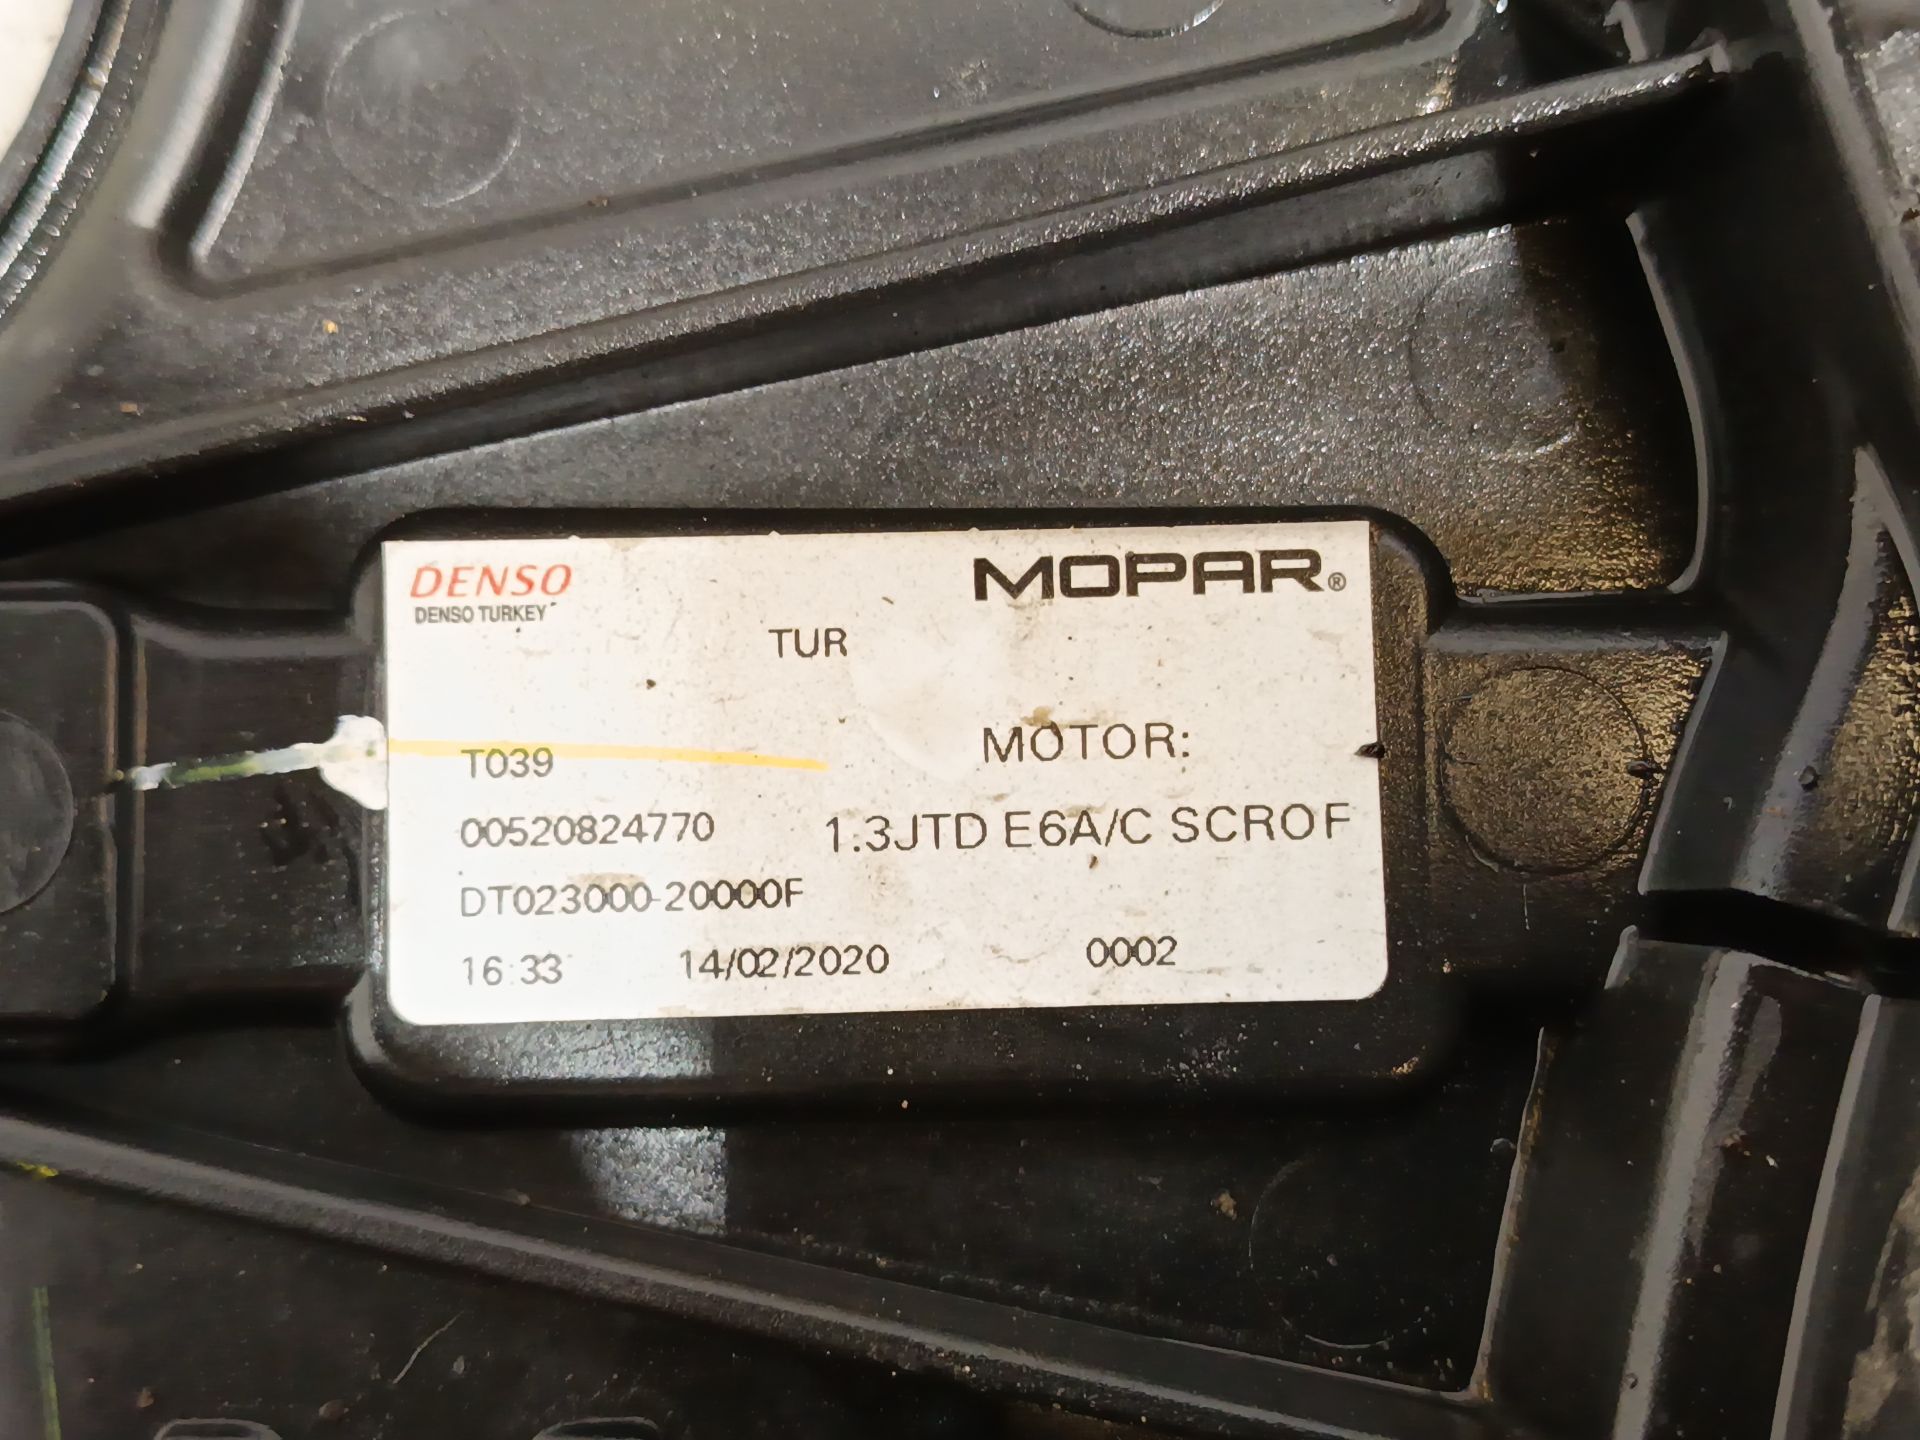 DENSO
DENSO TURKEY
MOPAR®
TUR
T039
MOTOR:
00520824770
1.3JTD E6A/C SCROF
DT023000-20000F
16:33 14/02/2020 0002